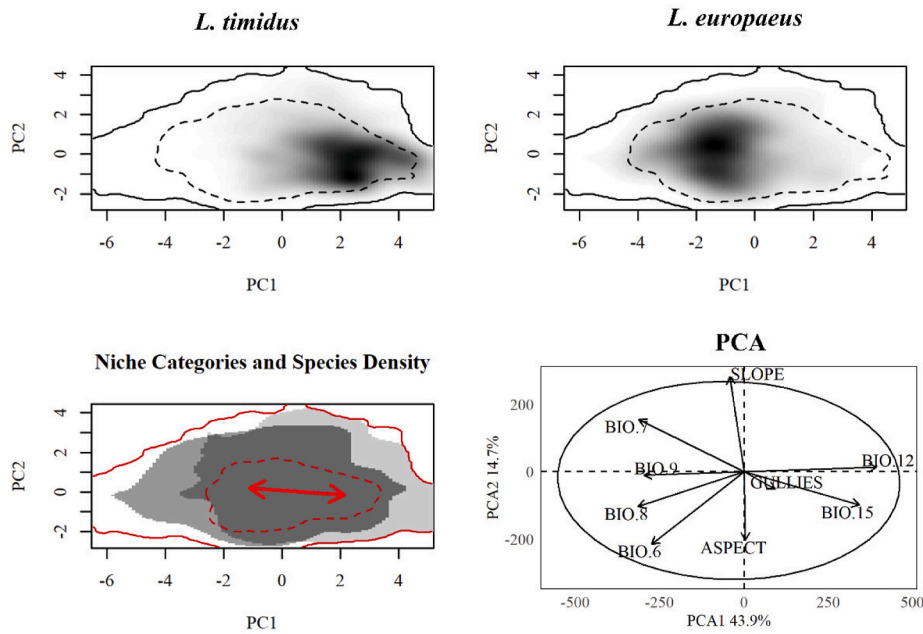 L. timidus
L. europaeus
PC2
4
2
0
-2
-6 -4 -2 0 2 4
PC1
PC2
4
2
0
-2
-6 -4 -2 0 2 4
PC1
Niche Categories and Species Density
PC2
4
2
0
-2
-6 -4 -2 0 2 4
PC1
PCA
PCA2 14.7%
200
0
-200
SLOPE
BIO.7
BIO.12
BIO.9
GULLIES
BIO.8
BIO.15
BIO.6
ASPECT
-500 -250 0 250 500
PCA1 43.9%